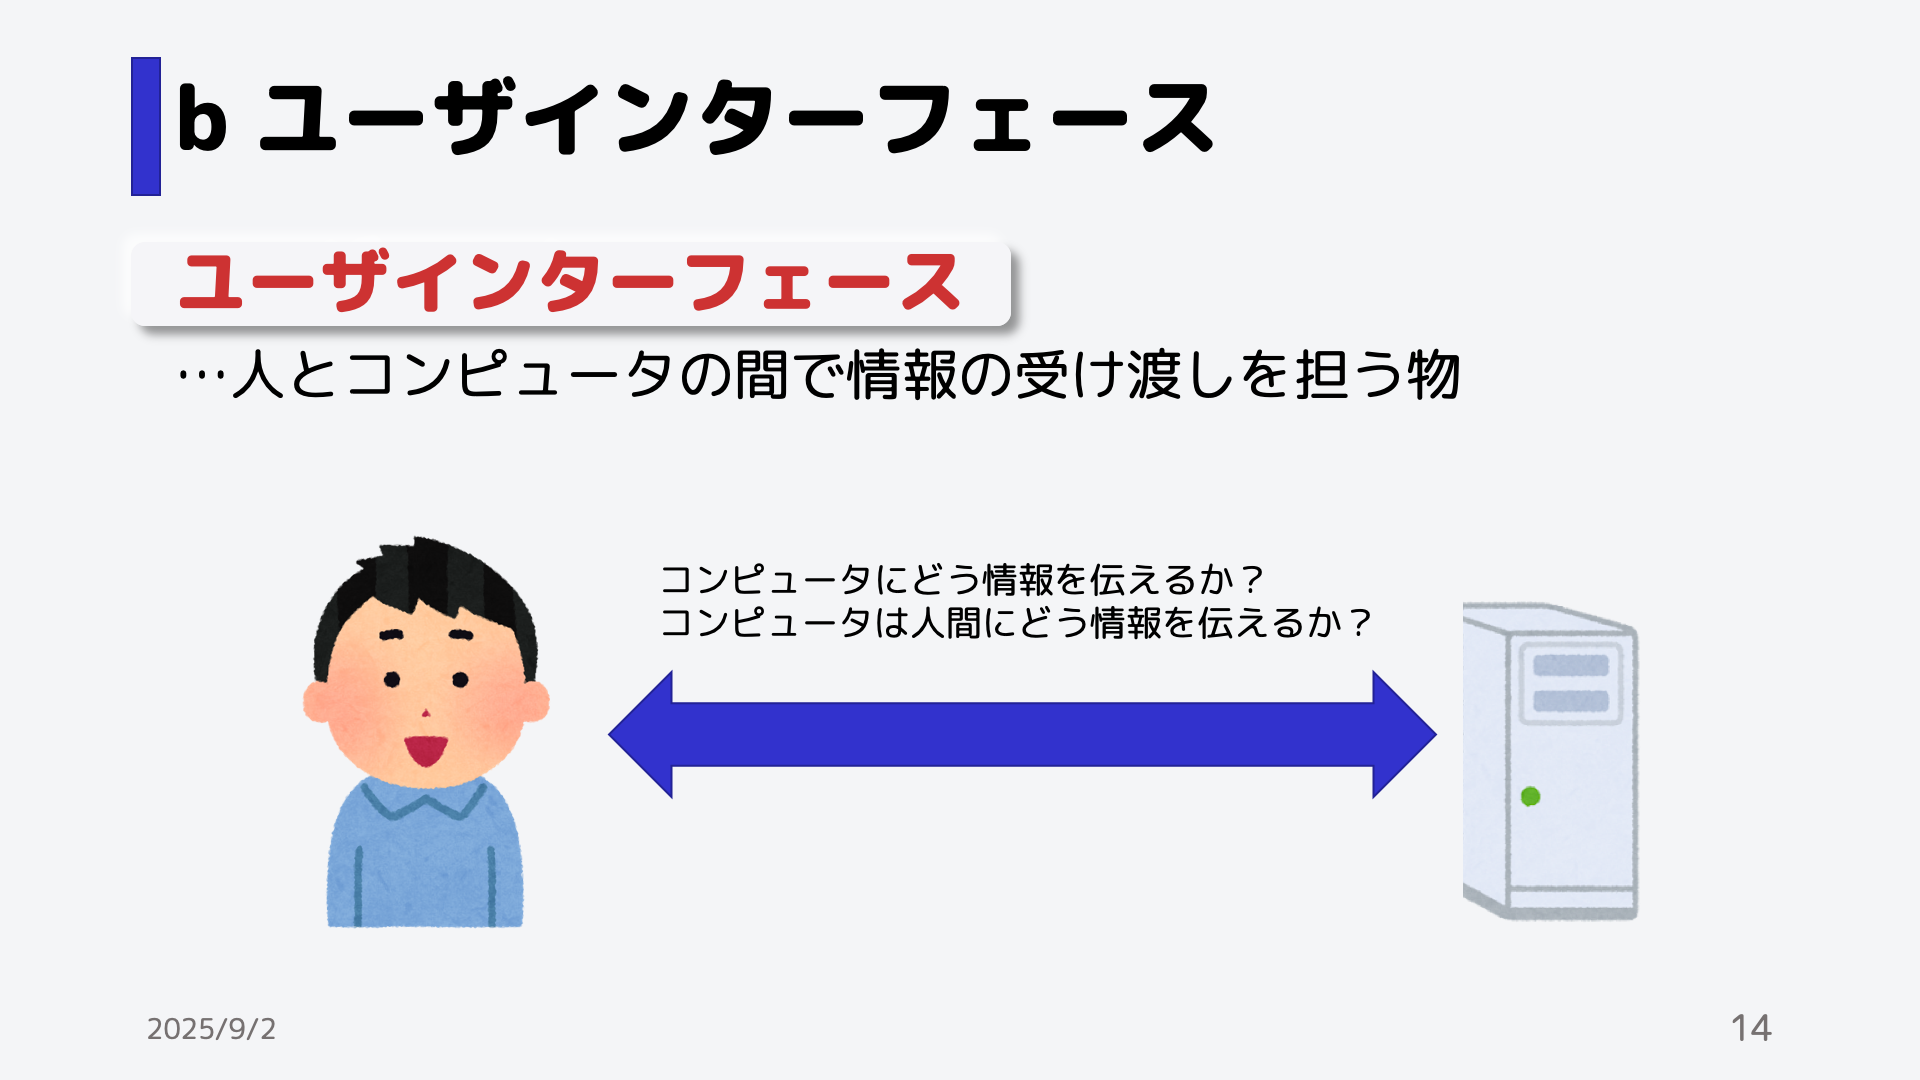 b ユーザインターフェース
ユーザインターフェース
…人とコンピュータの間で情報の受け渡しを担う物
コンピュータにどう情報を伝えるか？
コンピュータは人間にどう情報を伝えるか？
2025/9/2
14